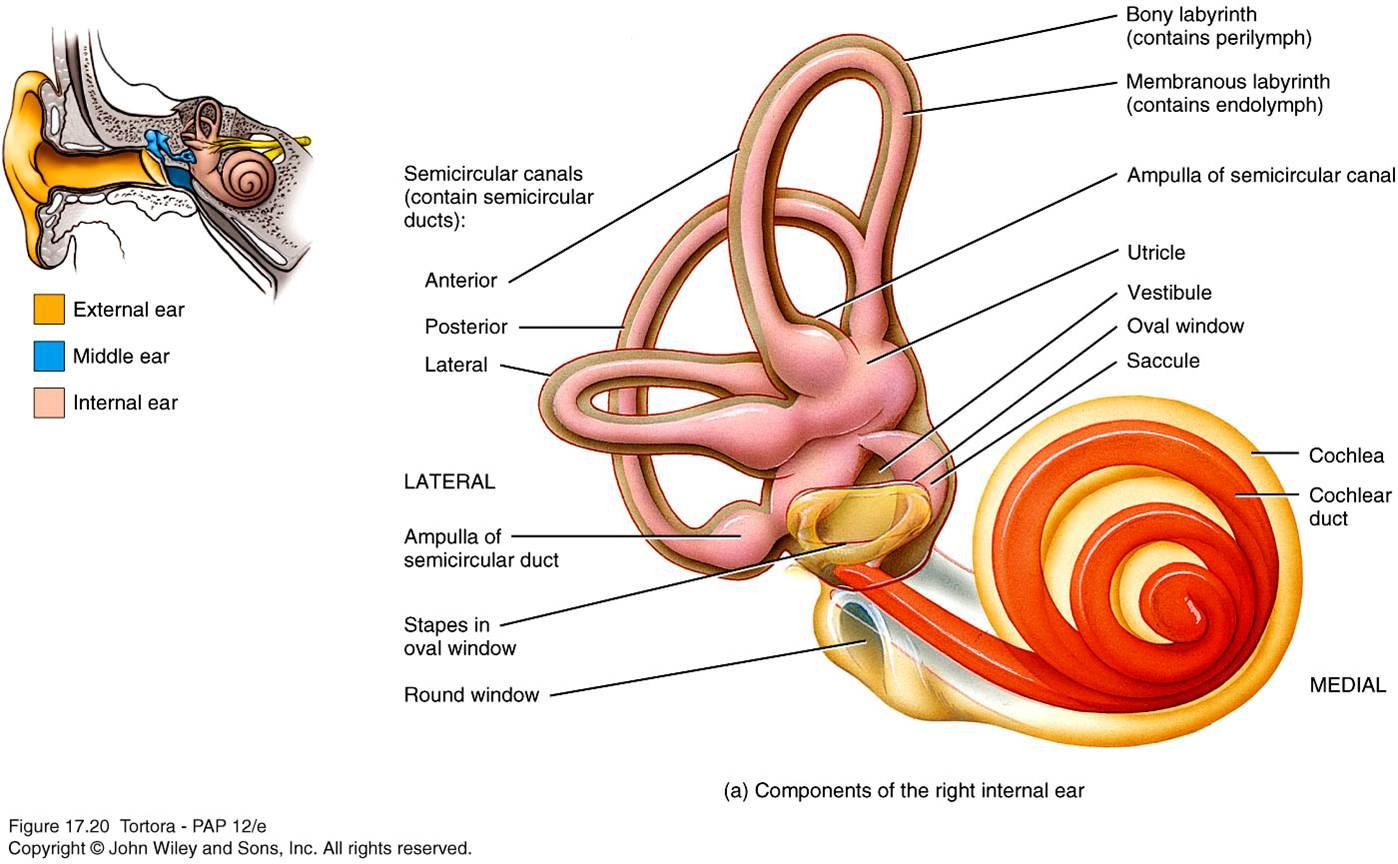 Bony labyrinth
(contains perilymph)
Membranous labyrinth
(contains endolymph)
Semicircular canals
(contain semicircular
ducts):
Ampulla of semicircular canal
Anterior
Utricle
Vestibule
External ear
Posterior
Oval window
Middle ear
Lateral
Saccule
Internal ear
Cochlea
LATERAL
Cochlear
duct
Ampulla of
semicircular duct
Stapes in
oval window
Round window
MEDIAL
(a) Components of the right internal ear
Figure 17.20 Tortora - PAP 12/e
Copyright © John Wiley and Sons, Inc. All rights reserved.